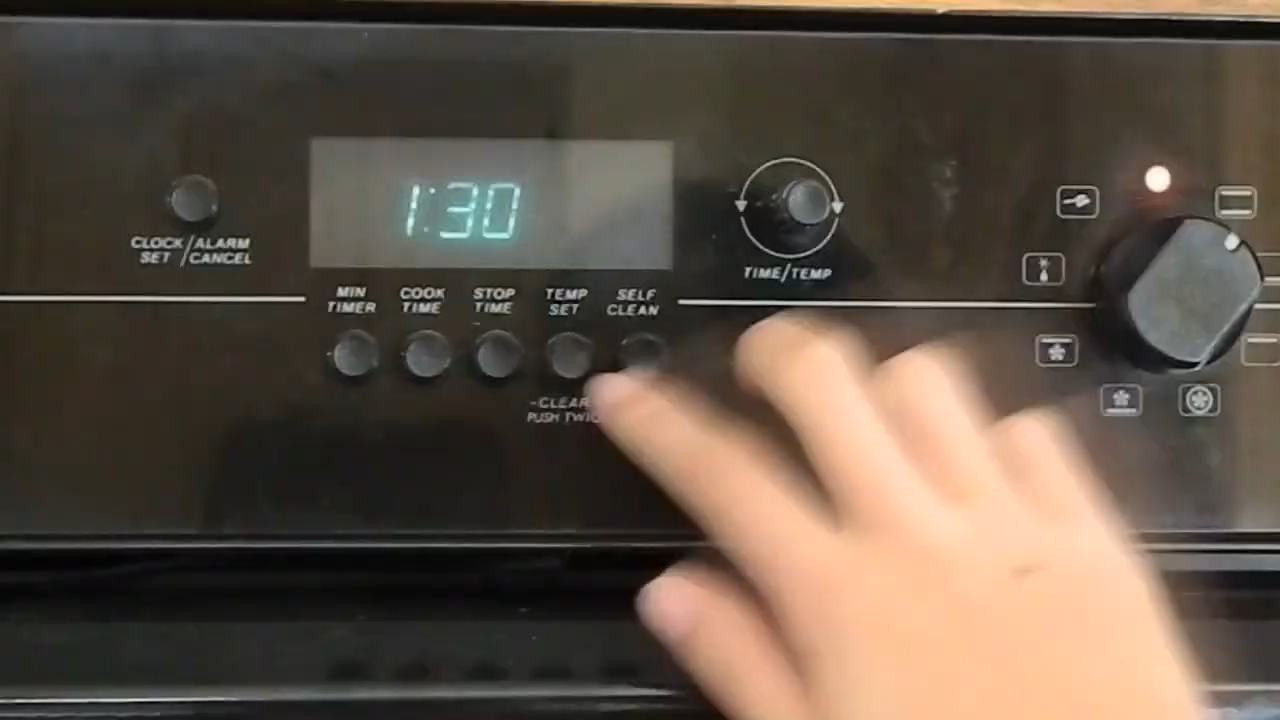 1:30
CLOCK/ALARM
SET /CANCEL
TIME/TEMP
MIN
TIMER
COOK
TIME
STOP
TIME
TEMP
SET
SELF
CLEAN
-CLEAR
PUSH